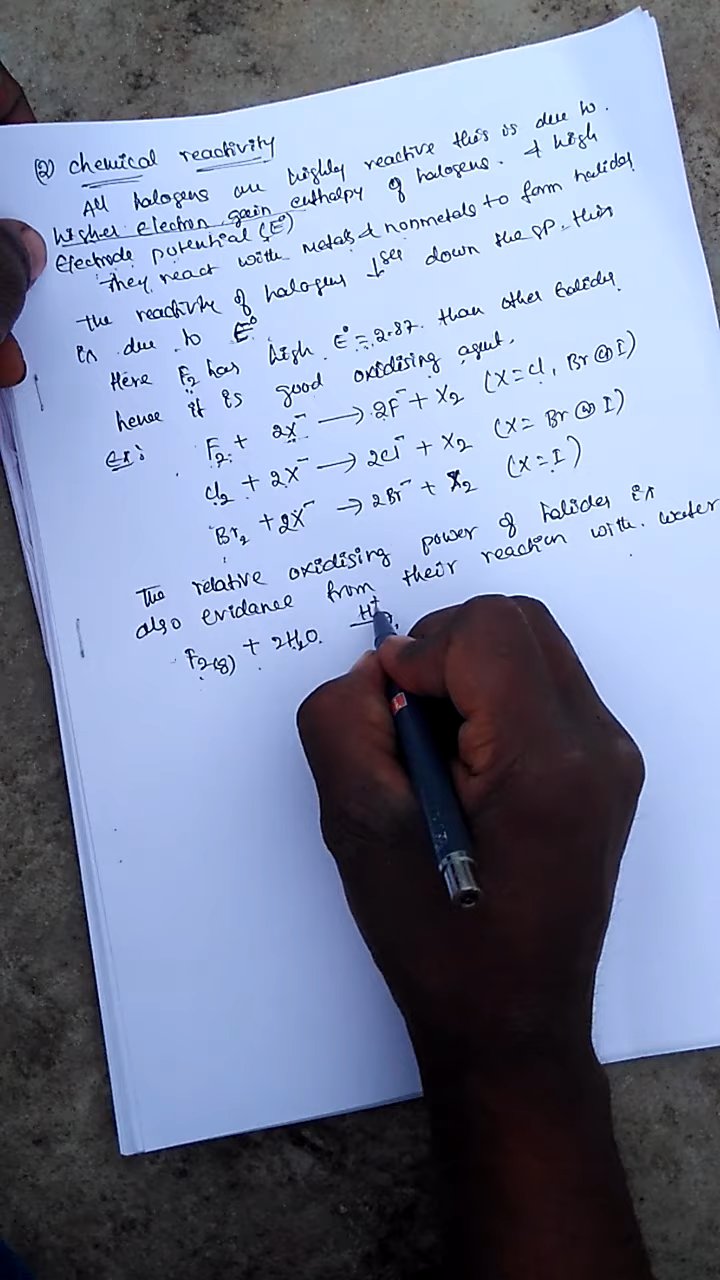 (2) chemical reactivity
All halogens are highly reactive this is due to.
higher electron gain enthalpy of halogens. & high
electrode potential (E°)
They react with metals & nonmetals to form halides
the reactivity of halogens ↓ses down the gp. this
is due to E°
Here F₂ has high. E° = 2.87. than other halides.
hence it is good oxidising agent.
ex: F₂ + 2x⁻ → 2F⁻ + X₂ (X = Cl, Br or I)
Cl₂ + 2X⁻ → 2Cl⁻ + X₂ (X = Br or I)
Br₂ + 2X⁻ → 2Br⁻ + X₂ (X = I)
The relative oxidising power of halides is
also evidance from their reaction with. water
F₂(g) + 2H₂O. H⁺